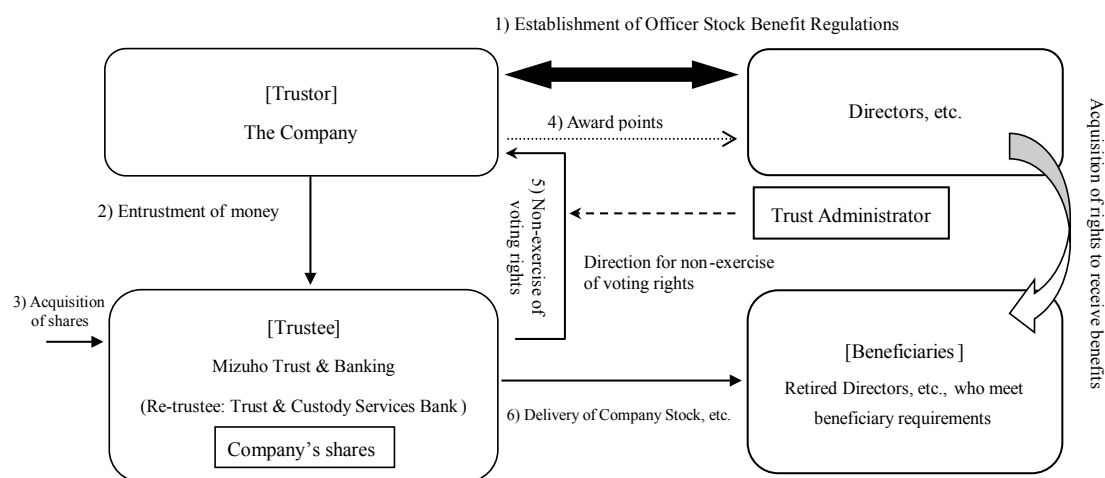 1) Establishment of Officer Stock Benefit Regulations
[Trustor]
The Company
Directors, etc.
4) Award points
Acquisition of rights to receive benefits
2) Entrustment of money
5) Non-exercise of
voting rights
Trust Administrator
Direction for non-exercise
of voting rights
3) Acquisition
of shares
[Trustee]
Mizuho Trust & Banking
(Re-trustee: Trust & Custody Services Bank)
Company's shares
6) Delivery of Company Stock, etc.
[Beneficiaries]
Retired Directors, etc., who meet
beneficiary requirements